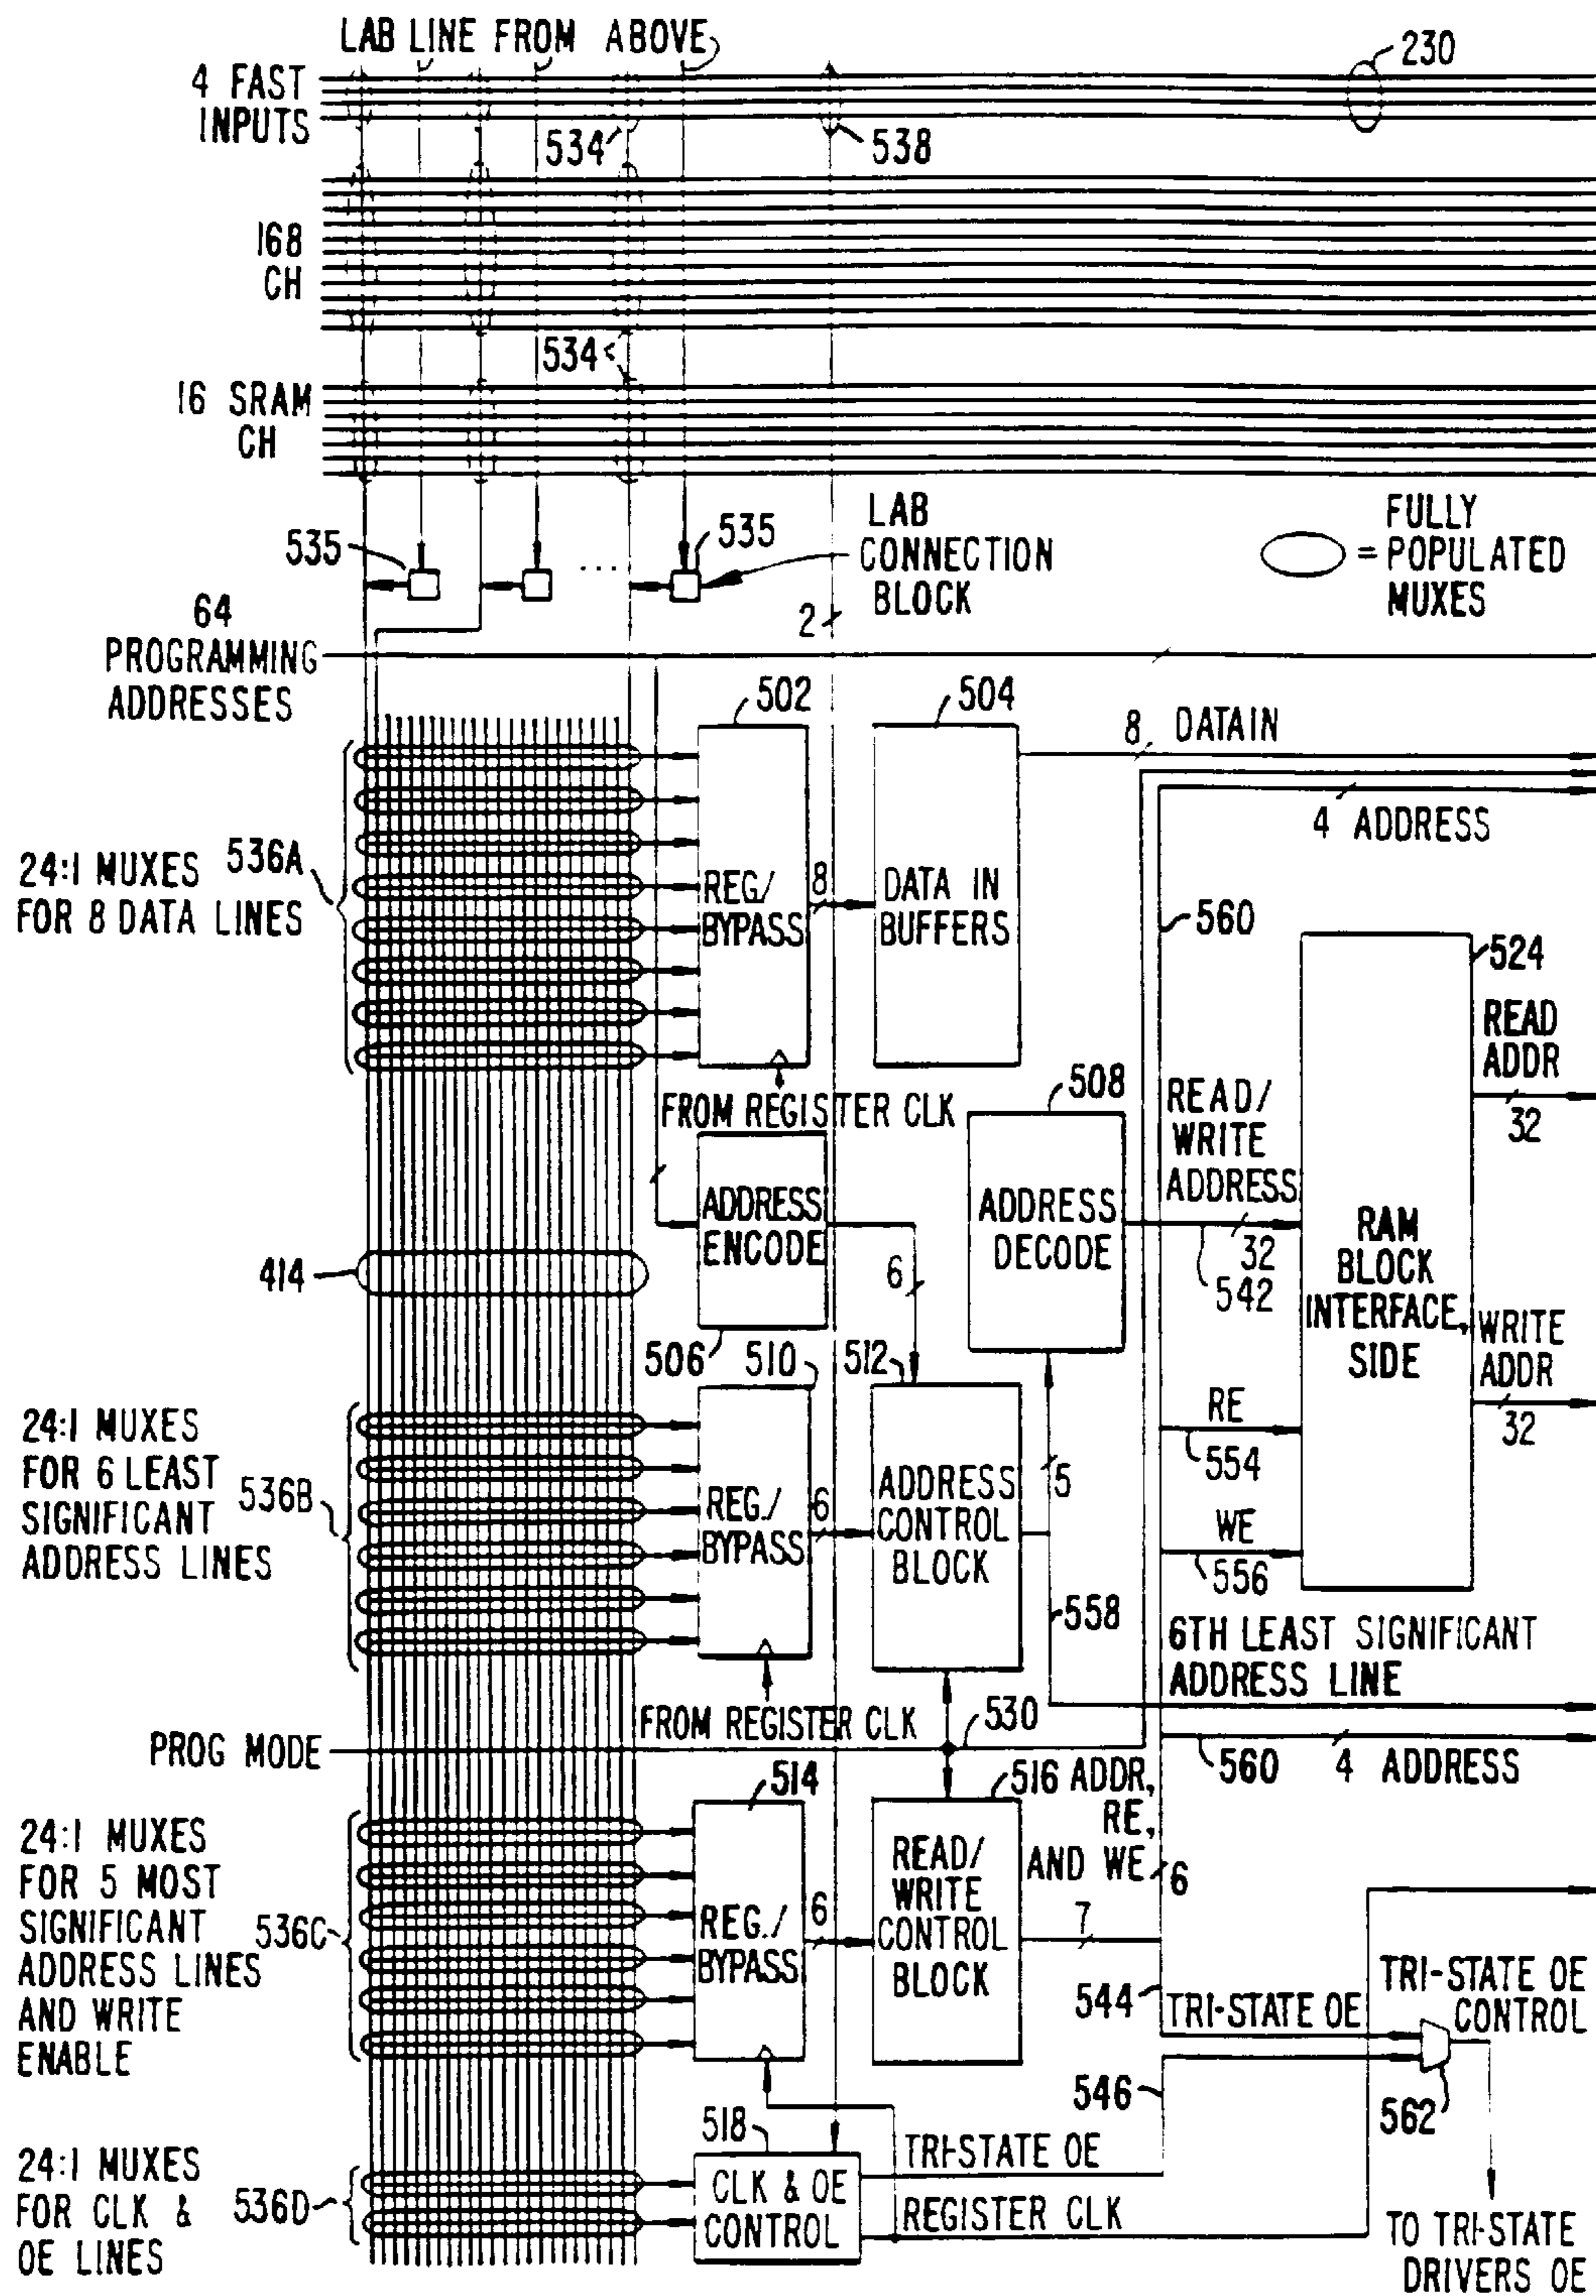 LAB LINE FROM ABOVE
4 FAST
INPUTS
230
534
538
168
CH
534
16 SRAM
CH
535
535
LAB
CONNECTION
BLOCK
= FULLY
POPULATED
MUXES
64
PROGRAMMING
ADDRESSES
2
502
504
8 DATAIN
4 ADDRESS
24:1 MUXES
FOR 8 DATA LINES
536A
REG/
BYPASS
8
DATA IN
BUFFERS
560
524
READ
ADDR
32
FROM REGISTER CLK
508
READ/
WRITE
ADDRESS
32
542
ADDRESS
ENCODE
ADDRESS
DECODE
RAM
BLOCK
INTERFACE,
SIDE
414
6
506
510
512
WRITE
ADDR
32
24:1 MUXES
FOR 6 LEAST
SIGNIFICANT
ADDRESS LINES
536B
REG./
BYPASS
6
ADDRESS
CONTROL
BLOCK
5
RE
554
WE
556
558
6TH LEAST SIGNIFICANT
ADDRESS LINE
FROM REGISTER CLK
530
PROG MODE
560
4 ADDRESS
514
516
ADDR,
RE,
AND WE
6
24:1 MUXES
FOR 5 MOST
SIGNIFICANT
ADDRESS LINES
AND WRITE
ENABLE
536C
REG./
BYPASS
6
READ/
WRITE
CONTROL
BLOCK
7
544
TRI-STATE OE
TRI-STATE OE
CONTROL
546
562
518
24:1 MUXES
FOR CLK &
OE LINES
536D
CLK & OE
CONTROL
TRI-STATE OE
REGISTER CLK
TO TRI-STATE
DRIVERS OE